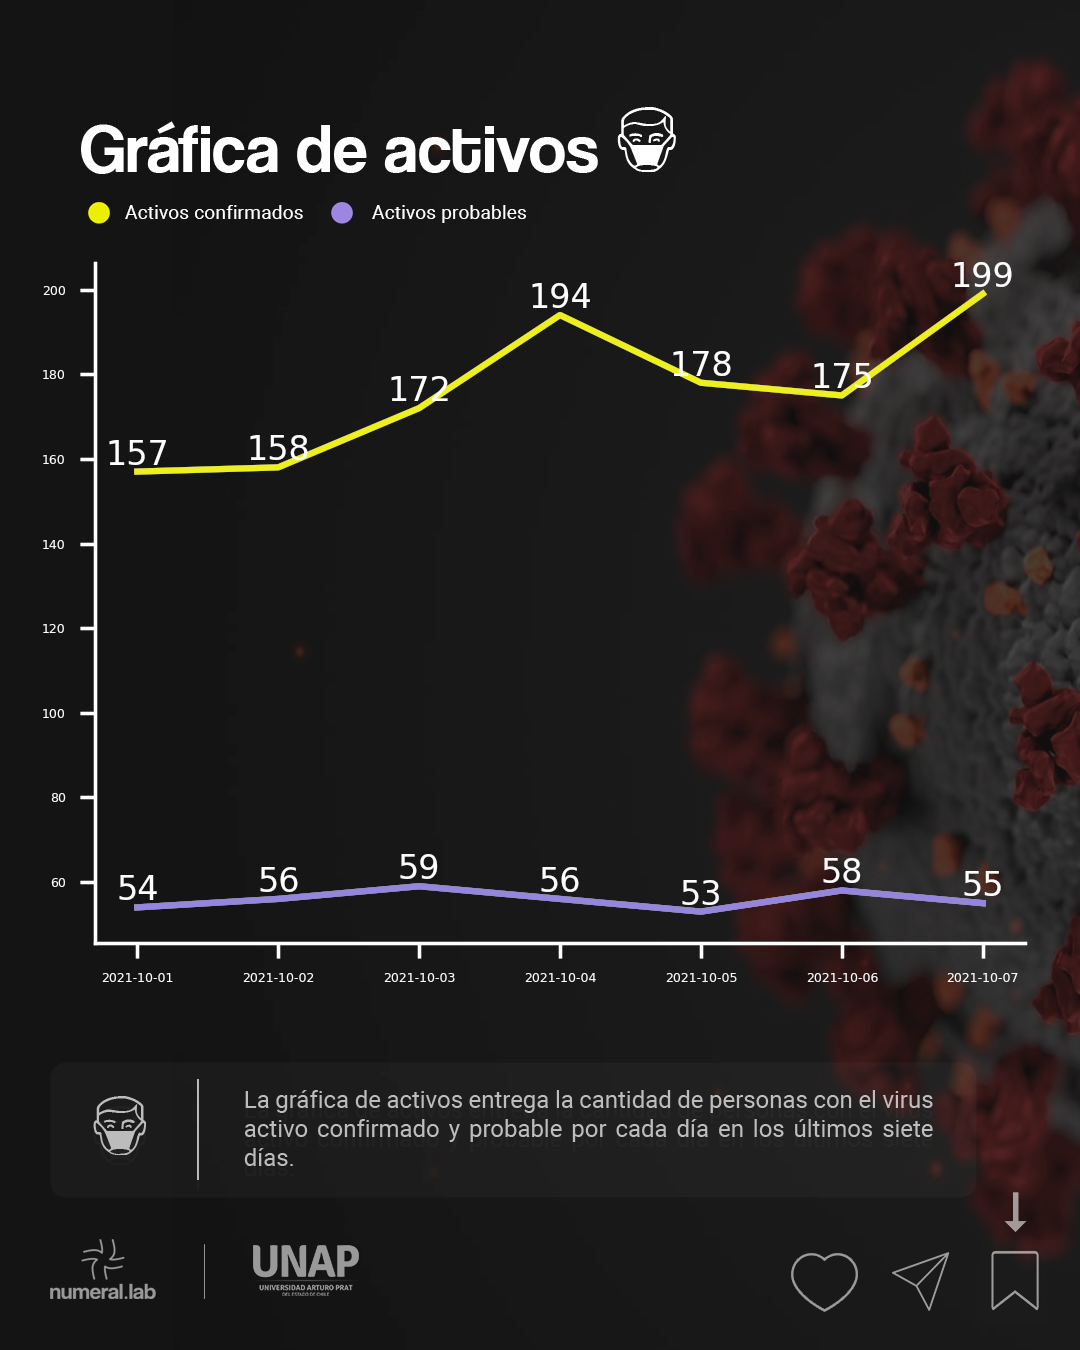 Gráfica de activos
Activos confirmados Activos probables
200
180
160
140
120
100
80
60
157 158 172 194 178 175 199
54 56 59 56 53 58 55
2021-10-01 2021-10-02 2021-10-03 2021-10-04 2021-10-05 2021-10-06 2021-10-07
La gráfica de activos entrega la cantidad de personas con el virus
activo confirmado y probable por cada día en los últimos siete
días.
numeral.lab
UNAP
UNIVERSIDAD ARTURO PRAT
DEL ESTADO DE CHILE